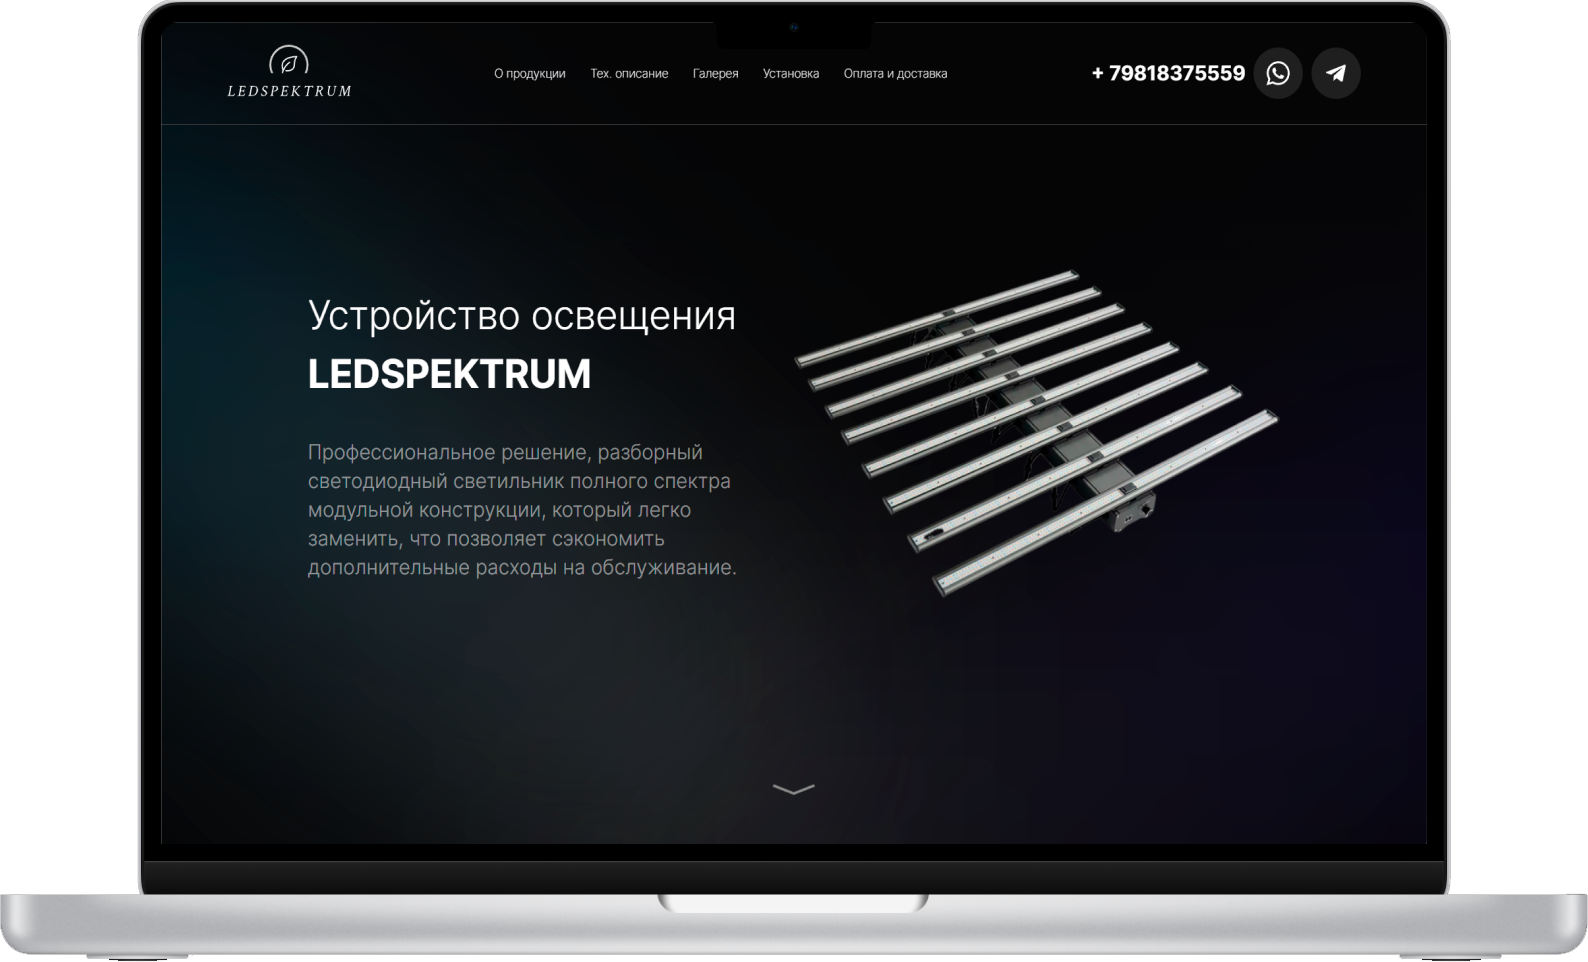 LEDSPEKTRUM
О продукции
Тех. описание
Галерея
Установка
Оплата и доставка
+ 79818375559
Устройство освещения
LEDSPEKTRUM
Профессиональное решение, разборный
светодиодный светильник полного спектра
модульной конструкции, который легко
заменить, что позволяет сэкономить
дополнительные расходы на обслуживание.